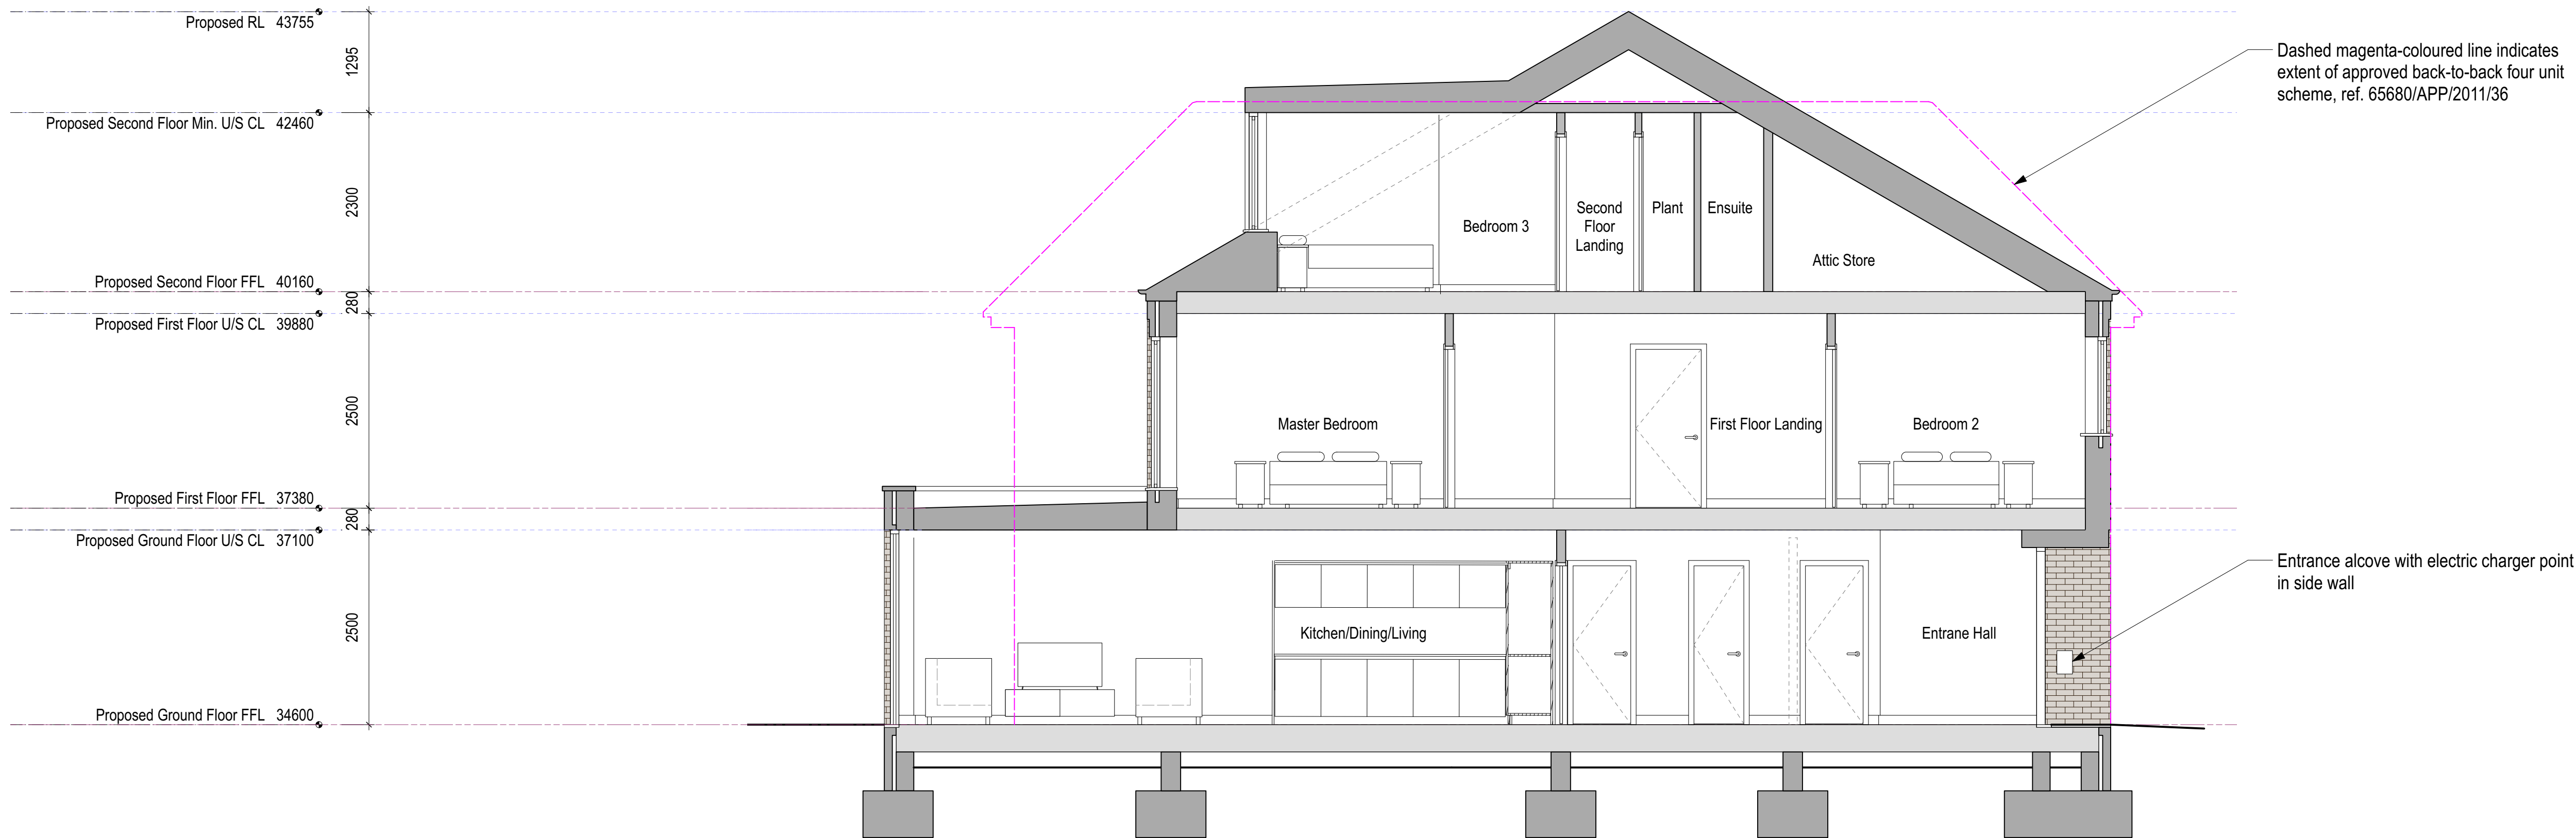 Proposed RL 43755
1295
Proposed Second Floor Min. U/S CL 42460
2300
Proposed Second Floor FFL 40160
280
Proposed First Floor U/S CL 39880
2500
Proposed First Floor FFL 37380
280
Proposed Ground Floor U/S CL 37100
2500
Proposed Ground Floor FFL 34600
Bedroom 3
Second
Floor
Landing
Plant
Ensuite
Attic Store
Master Bedroom
First Floor Landing
Bedroom 2
Kitchen/Dining/Living
Entrane Hall
Dashed magenta-coloured line indicates
extent of approved back-to-back four unit
scheme, ref. 65680/APP/2011/36
Entrance alcove with electric charger point
in side wall